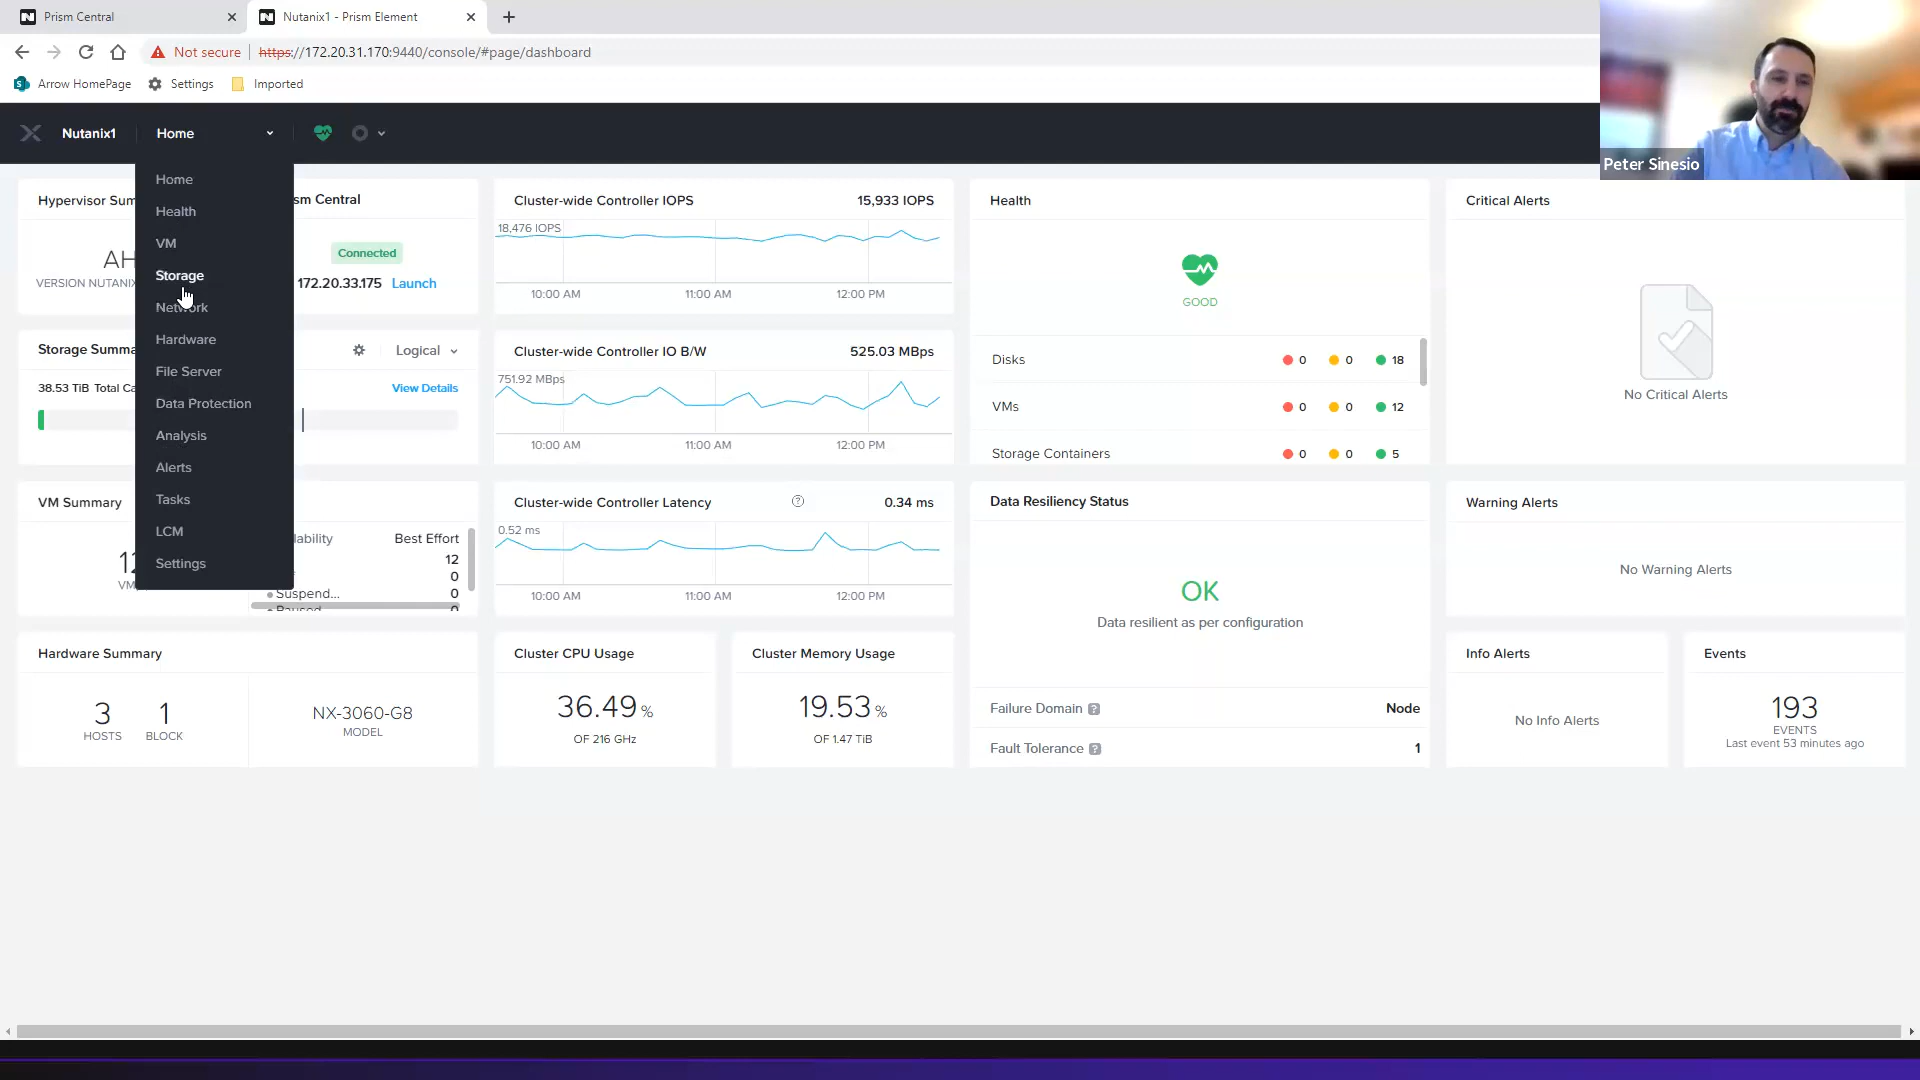 Prism Central
Nutanix1 - Prism Element
Not secure
https://172.20.31.170:9440/console/#page/dashboard
Arrow HomePage
Settings
Imported
Nutanix1
Home
Peter Sinesio
Home
Health
VM
Storage
Network
Hardware
File Server
Data Protection
Analysis
Alerts
Tasks
LCM
Settings
Hypervisor Sum
AH
VERSION NUTANIX
sm Central
Connected
172.20.33.175 Launch
Storage Summa
Logical
38.53 TiB Total Ca
View Details
VM Summary
12
VM
lability
Best Effort
12
0
Suspend... 0
Paused 0
Hardware Summary
3
HOSTS
1
BLOCK
NX-3060-G8
MODEL
Cluster-wide Controller IOPS 15,933 IOPS
18,476 IOPS
10:00 AM 11:00 AM 12:00 PM
Cluster-wide Controller IO B/W 525.03 MBps
751.92 MBps
10:00 AM 11:00 AM 12:00 PM
Cluster-wide Controller Latency ? 0.34 ms
0.52 ms
10:00 AM 11:00 AM 12:00 PM
Cluster CPU Usage
36.49 %
OF 216 GHz
Cluster Memory Usage
19.53 %
OF 1.47 TiB
Health
GOOD
Disks 0 0 18
VMs 0 0 12
Storage Containers 0 0 5
Data Resiliency Status
OK
Data resilient as per configuration
Failure Domain ? Node
Fault Tolerance ? 1
Critical Alerts
No Critical Alerts
Warning Alerts
No Warning Alerts
Info Alerts
No Info Alerts
Events
193
EVENTS
Last event 53 minutes ago